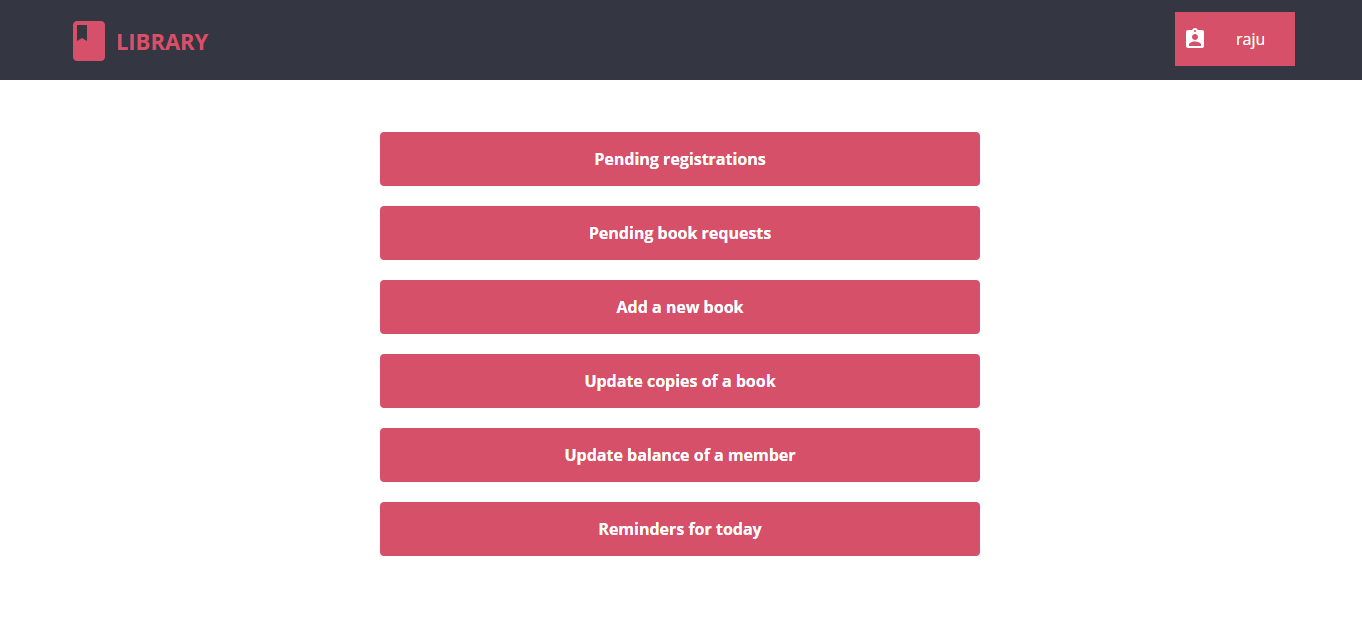 LIBRARY
raju
Pending registrations
Pending book requests
Add a new book
Update copies of a book
Update balance of a member
Reminders for today